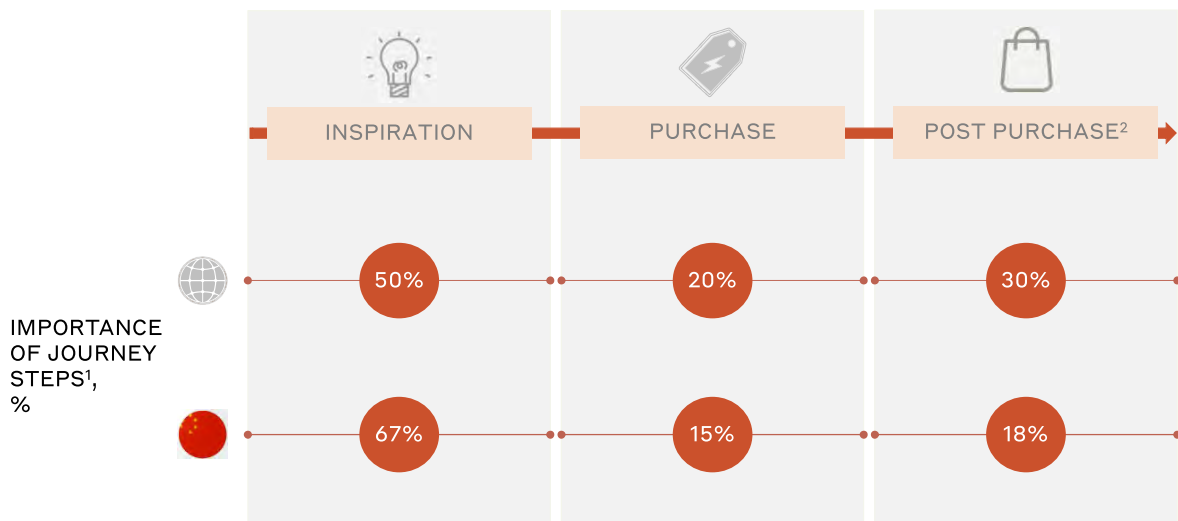 INSPIRATION
PURCHASE
POST PURCHASE²
50%
20%
30%
IMPORTANCE
OF JOURNEY
STEPS¹,
%
67%
15%
18%